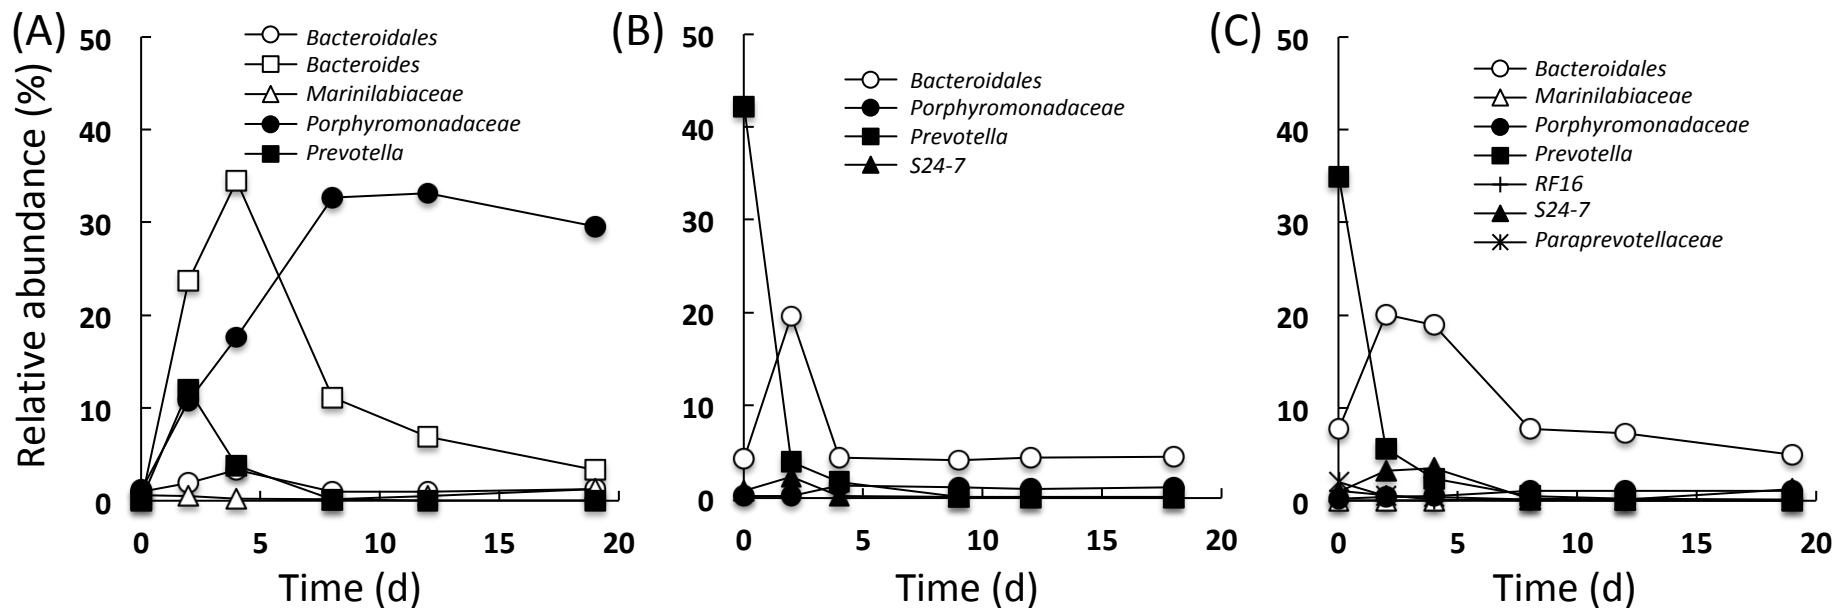 (A)
Relative abundance (%)
50
40
30
20
10
0
0 5 10 15 20
Time (d)
Bacteroidales
Bacteroides
Marinilabiaceae
Porphyromonadaceae
Prevotella
(B)
50
40
30
20
10
0
0 5 10 15 20
Time (d)
Bacteroidales
Porphyromonadaceae
Prevotella
S24-7
(C)
50
40
30
20
10
0
0 5 10 15 20
Time (d)
Bacteroidales
Marinilabiaceae
Porphyromonadaceae
Prevotella
RF16
S24-7
Paraprevotellaceae